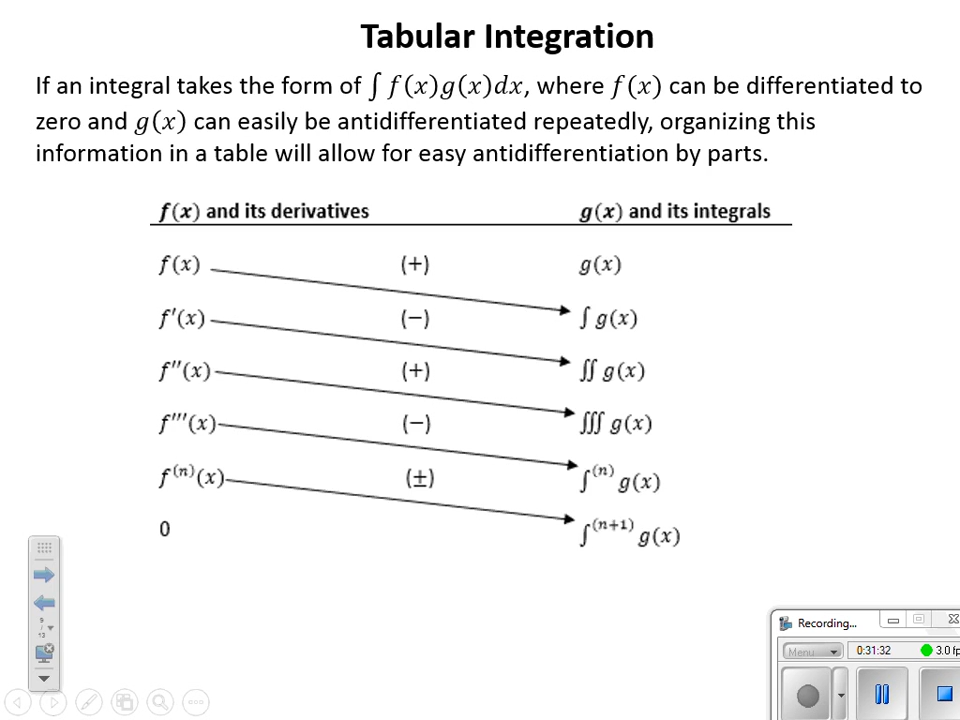 Tabular Integration
If an integral takes the form of ∫ f(x)g(x)dx, where f(x) can be differentiated to
zero and g(x) can easily be antidifferentiated repeatedly, organizing this
information in a table will allow for easy antidifferentiation by parts.
f(x) and its derivatives g(x) and its integrals
f(x) (+) g(x)
f′(x) (−) ∫ g(x)
f″(x) (+) ∬ g(x)
f‴(x) (−) ∭ g(x)
f⁽ⁿ⁾(x) (±) ∫⁽ⁿ⁾ g(x)
0 ∫⁽ⁿ⁺¹⁾ g(x)
9
/
13
Recording...
Menu 0:31:32 3.0 fp